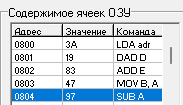 Содержимое ячеек ОЗУ
Адрес Значение Команда
0800 3A LDA adr
0801 19 DAD D
0802 83 ADD E
0803 47 MOV B, A
0804 97 SUB A